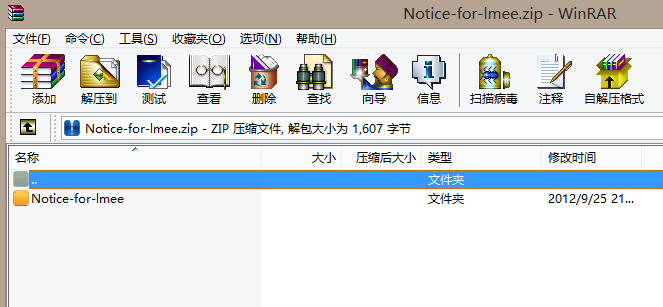 Notice-for-lmee.zip - WinRAR
文件(F) 命令(C) 工具(S) 收藏夹(O) 选项(N) 帮助(H)
添加 解压到 测试 查看 删除 查找 向导 信息 扫描病毒 注释 自解压格式
Notice-for-lmee.zip - ZIP 压缩文件, 解包大小为 1,607 字节
名称 大小 压缩后大小 类型 修改时间
.. 文件夹
Notice-for-lmee 文件夹 2012/9/25 21...